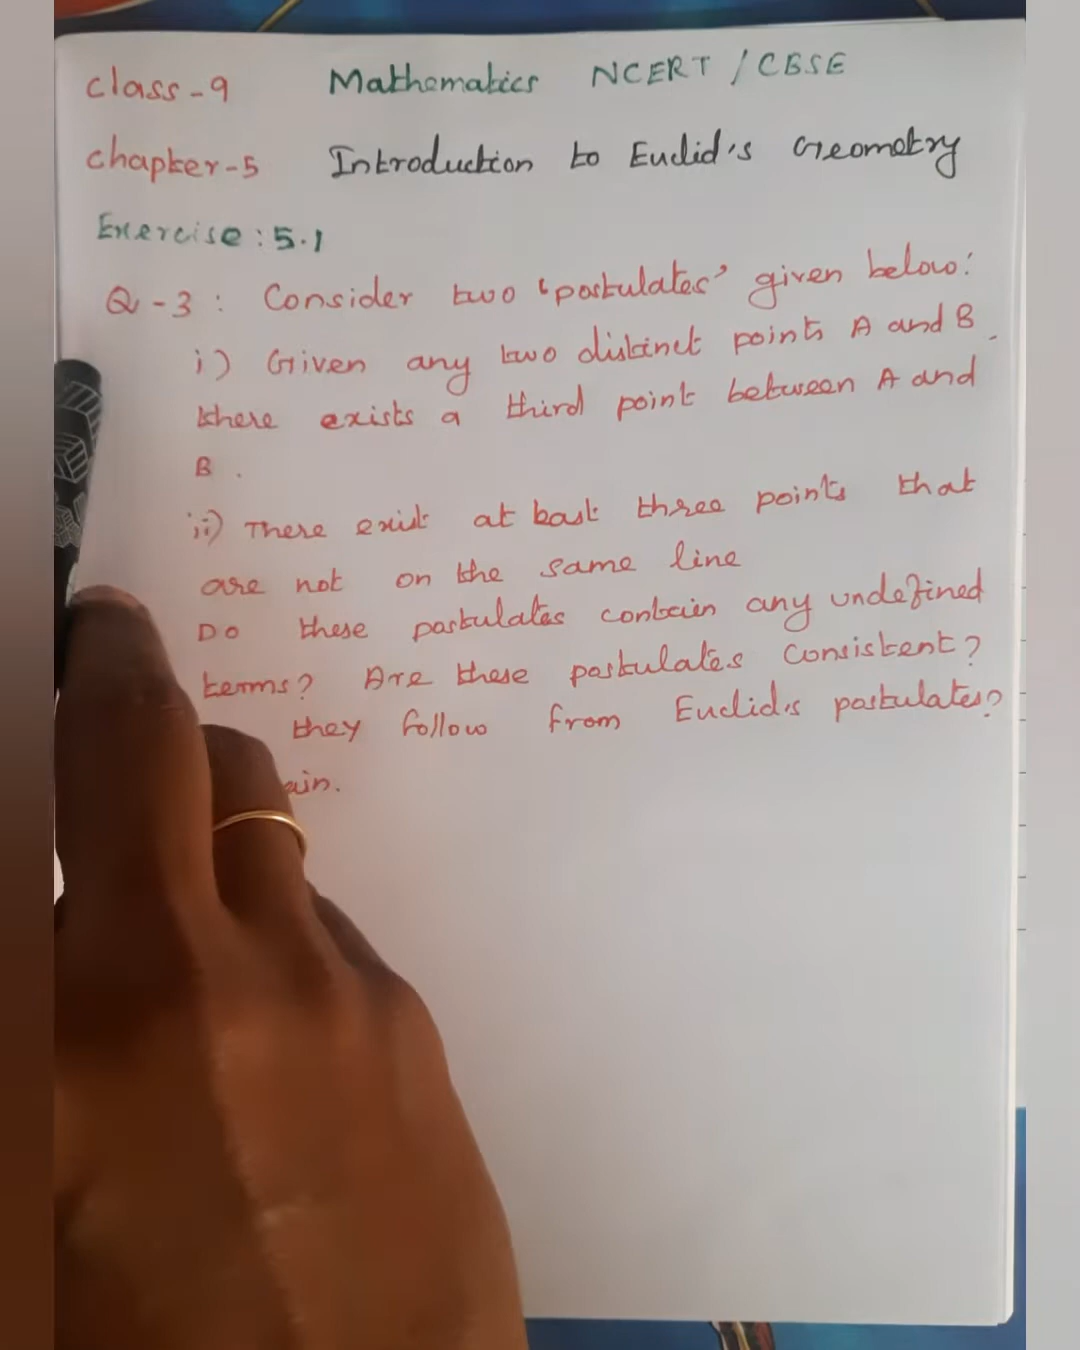 Class-9 Mathematics NCERT / CBSE
Chapter-5 Introduction to Euclid's Geometry
Exercise: 5.1
Q-3: Consider two 'postulates' given below:
i) Given any two distinct points A and B
there exists a third point between A and
B.
ii) There exist at least three points that
are not on the same line
Do these postulates contain any undefined
terms? Are these postulates consistent?
they follow from Euclid's postulates?
ain.